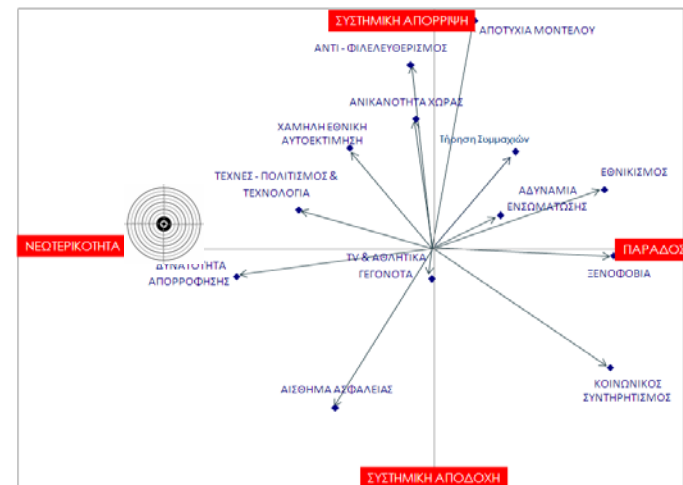 ΣΥΣΤΗΜΙΚΗ ΑΠΟΡΡΙΨΗ
ΑΠΟΤΥΧΙΑ ΜΟΝΤΕΛΟΥ
ΑΝΤΙ - ΦΙΛΕΛΕΥΘΕΡΙΣΜΟΣ
ΑΝΙΚΑΝΟΤΗΤΑ ΧΩΡΑΣ
ΧΑΜΗΛΗ ΕΘΝΙΚΗ
ΑΥΤΟΕΚΤΙΜΗΣΗ
Τήρηση Συμμαχιών
ΤΕΧΝΕΣ - ΠΟΛΙΤΙΣΜΟΣ &
ΤΕΧΝΟΛΟΓΙΑ
ΕΘΝΙΚΙΣΜΟΣ
ΑΔΥΝΑΜΙΑ
ΕΝΣΩΜΑΤΩΣΗΣ
ΝΕΩΤΕΡΙΚΟΤΗΤΑ
ΠΑΡΑΔΟΣ
ΔΥΝΑΤΟΤΗΤΑ
ΑΠΟΡΡΟΦΗΣΗΣ
TV & ΑΘΛΗΤΙΚΑ
ΓΕΓΟΝΟΤΑ
ΞΕΝΟΦΟΒΙΑ
ΑΙΣΘΗΜΑ ΑΣΦΑΛΕΙΑΣ
ΚΟΙΝΩΝΙΚΟΣ
ΣΥΝΤΗΡΗΤΙΣΜΟΣ
ΣΥΣΤΗΜΙΚΗ ΑΠΟΔΟΧΗ